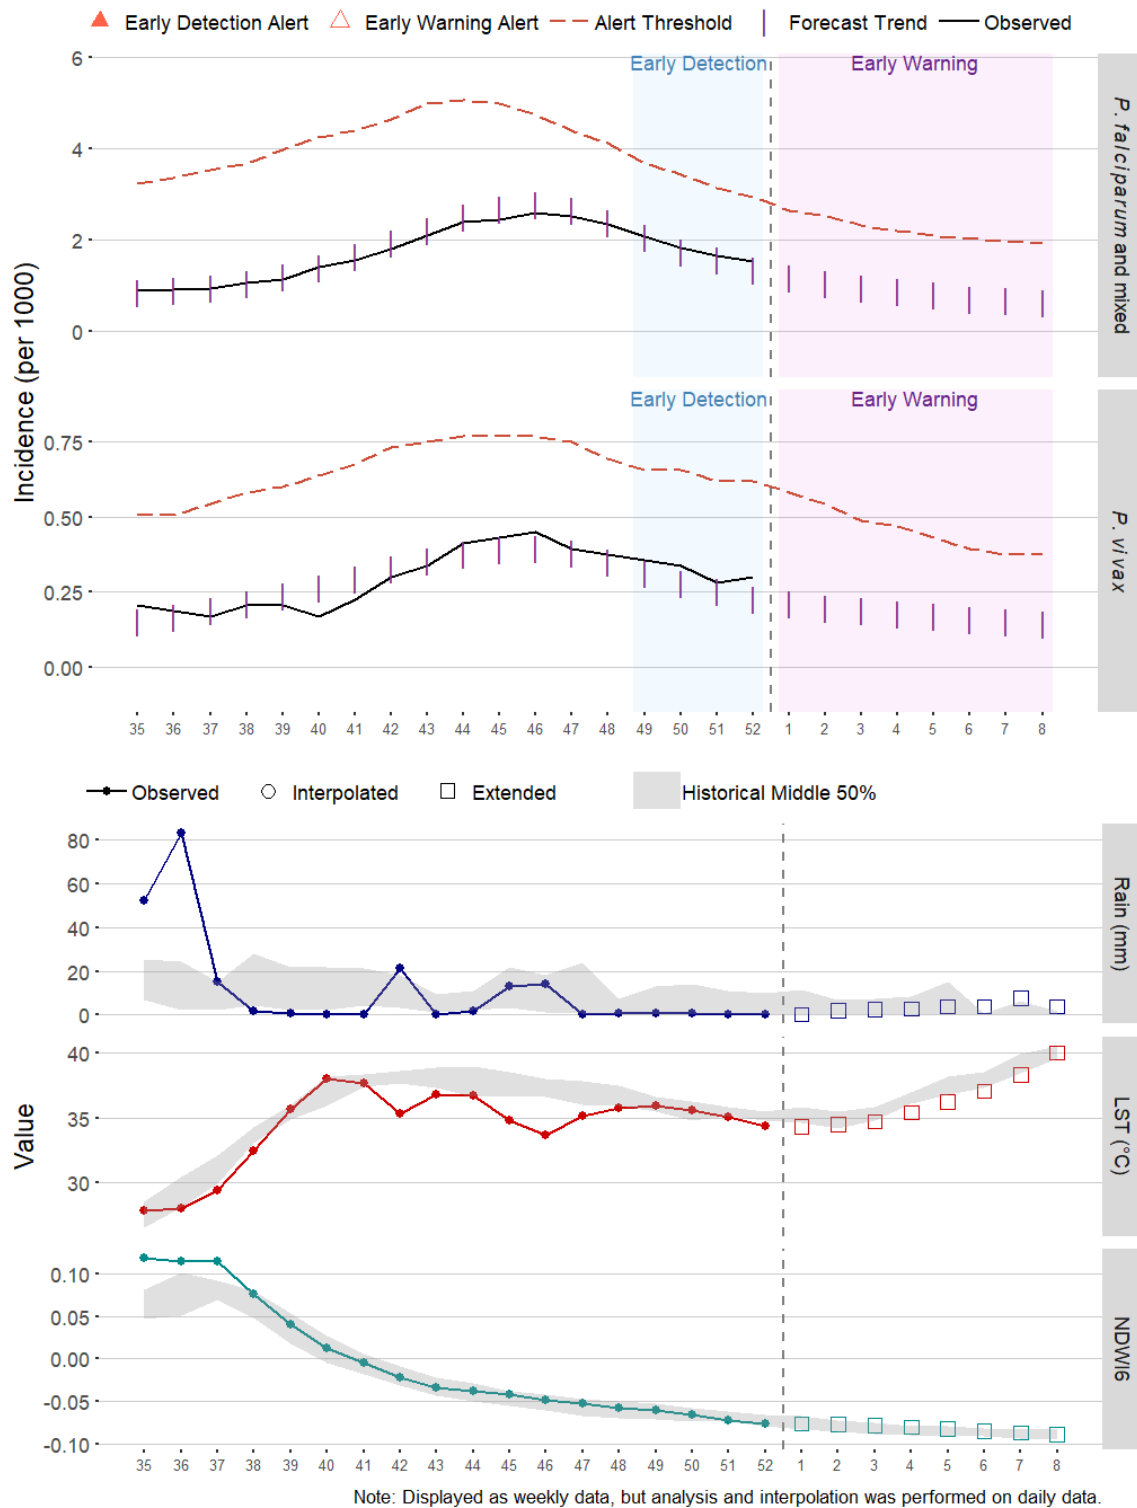 Early Detection Alert Early Warning Alert Alert Threshold Forecast Trend Observed
Early Detection Early Warning
6
4
2
0
P. falciparum and mixed
Incidence (per 1000)
Early Detection Early Warning
0.75
0.50
0.25
0.00
P. vivax
35 36 37 38 39 40 41 42 43 44 45 46 47 48 49 50 51 52 1 2 3 4 5 6 7 8
Observed Interpolated Extended Historical Middle 50%
80
60
40
20
0
Rain (mm)
Value
40
35
30
LST (°C)
0.10
0.05
0.00
-0.05
-0.10
NDWI6
35 36 37 38 39 40 41 42 43 44 45 46 47 48 49 50 51 52 1 2 3 4 5 6 7 8
Note: Displayed as weekly data, but analysis and interpolation was performed on daily data.